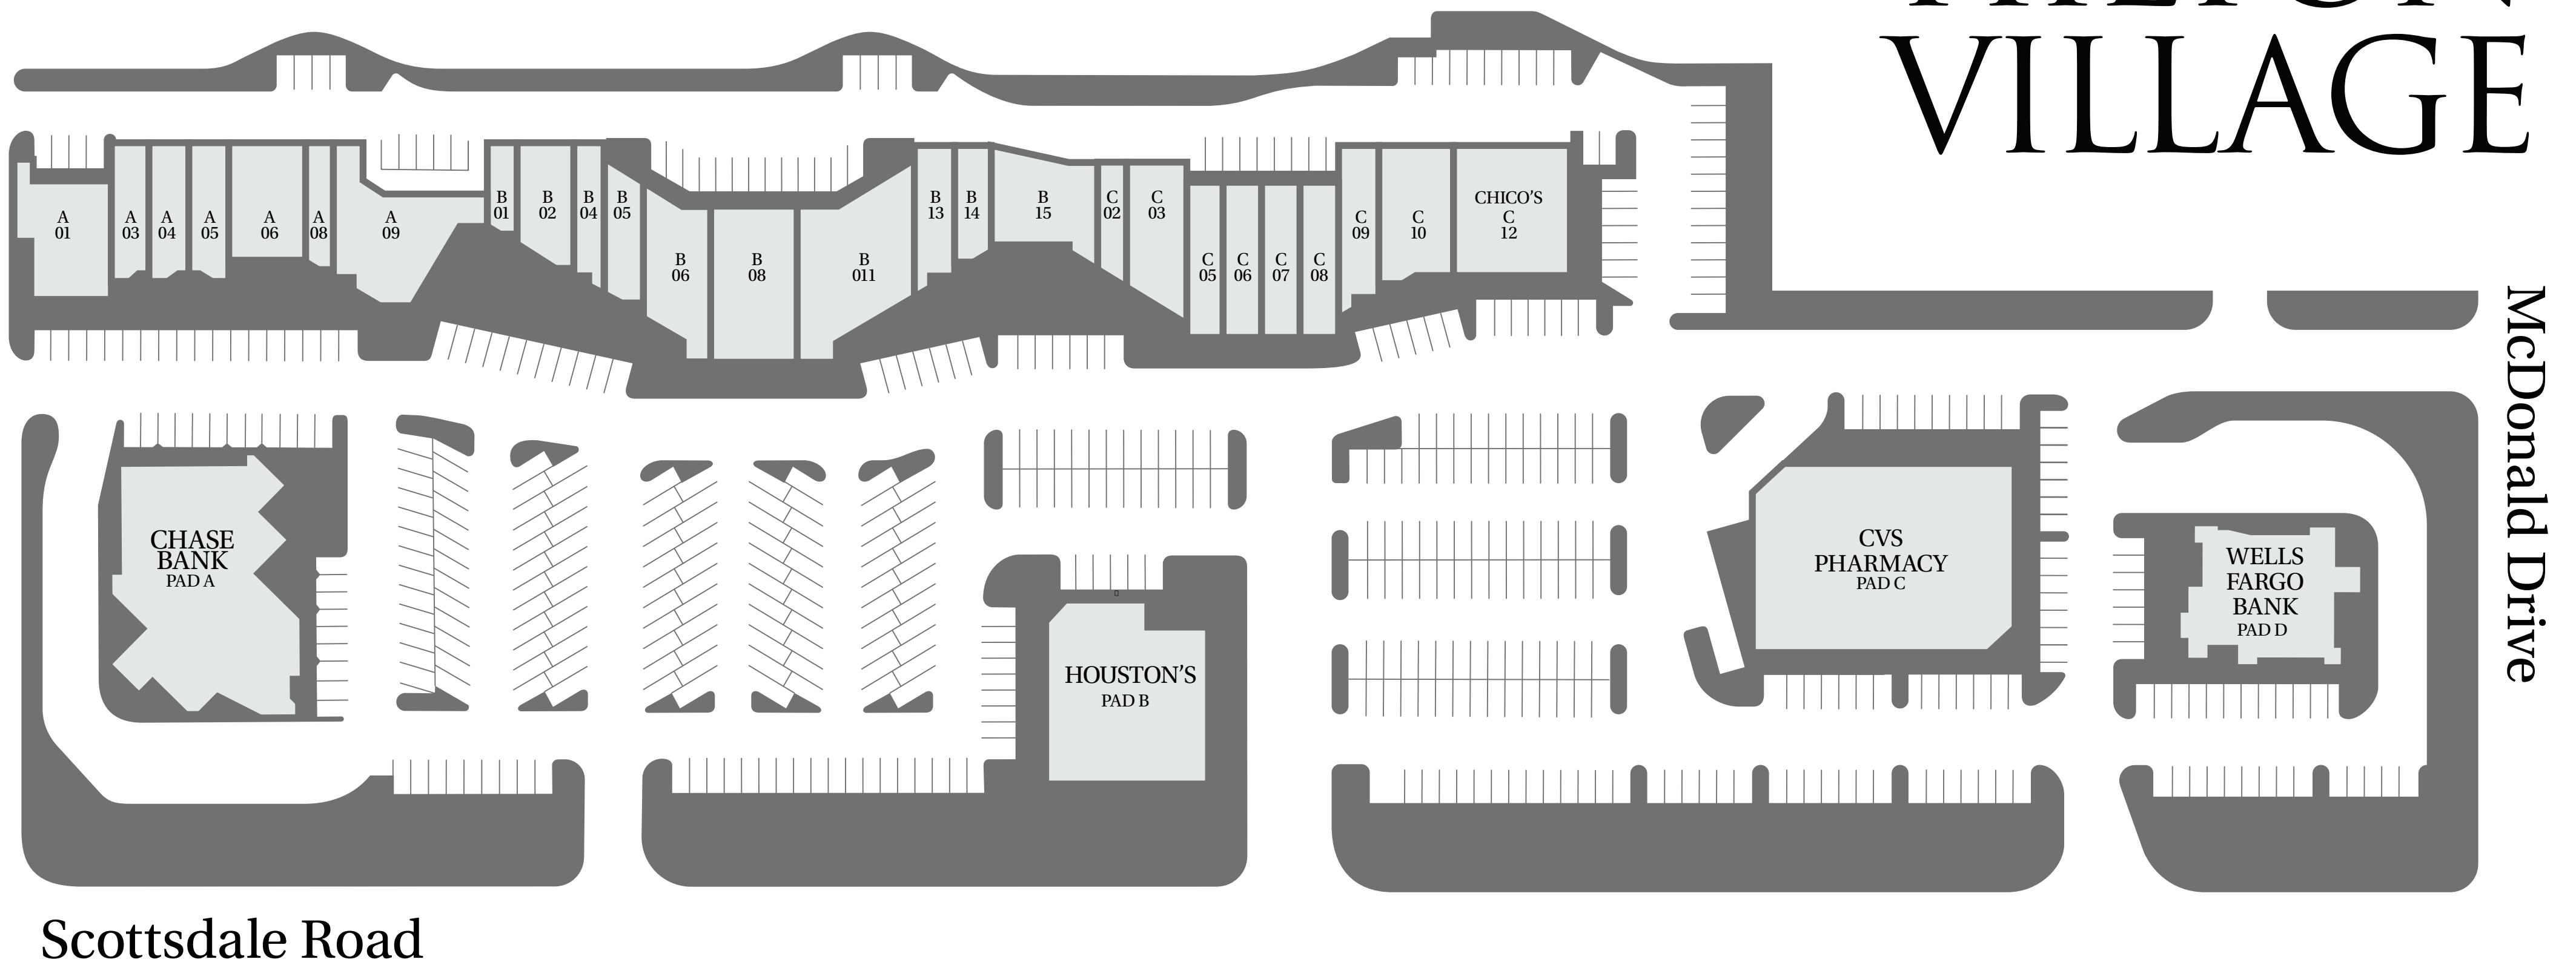 VILLAGE
A
01
A
03
A
04
A
05
A
06
A
08
A
09
B
01
B
02
B
04
B
05
B
06
B
08
B
011
B
13
B
14
B
15
C
02
C
03
C
05
C
06
C
07
C
08
C
09
C
10
CHICO'S
C
12
McDonald Drive
CHASE
BANK
PAD A
HOUSTON'S
PAD B
CVS
PHARMACY
PAD C
WELLS
FARGO
BANK
PAD D
Scottsdale Road